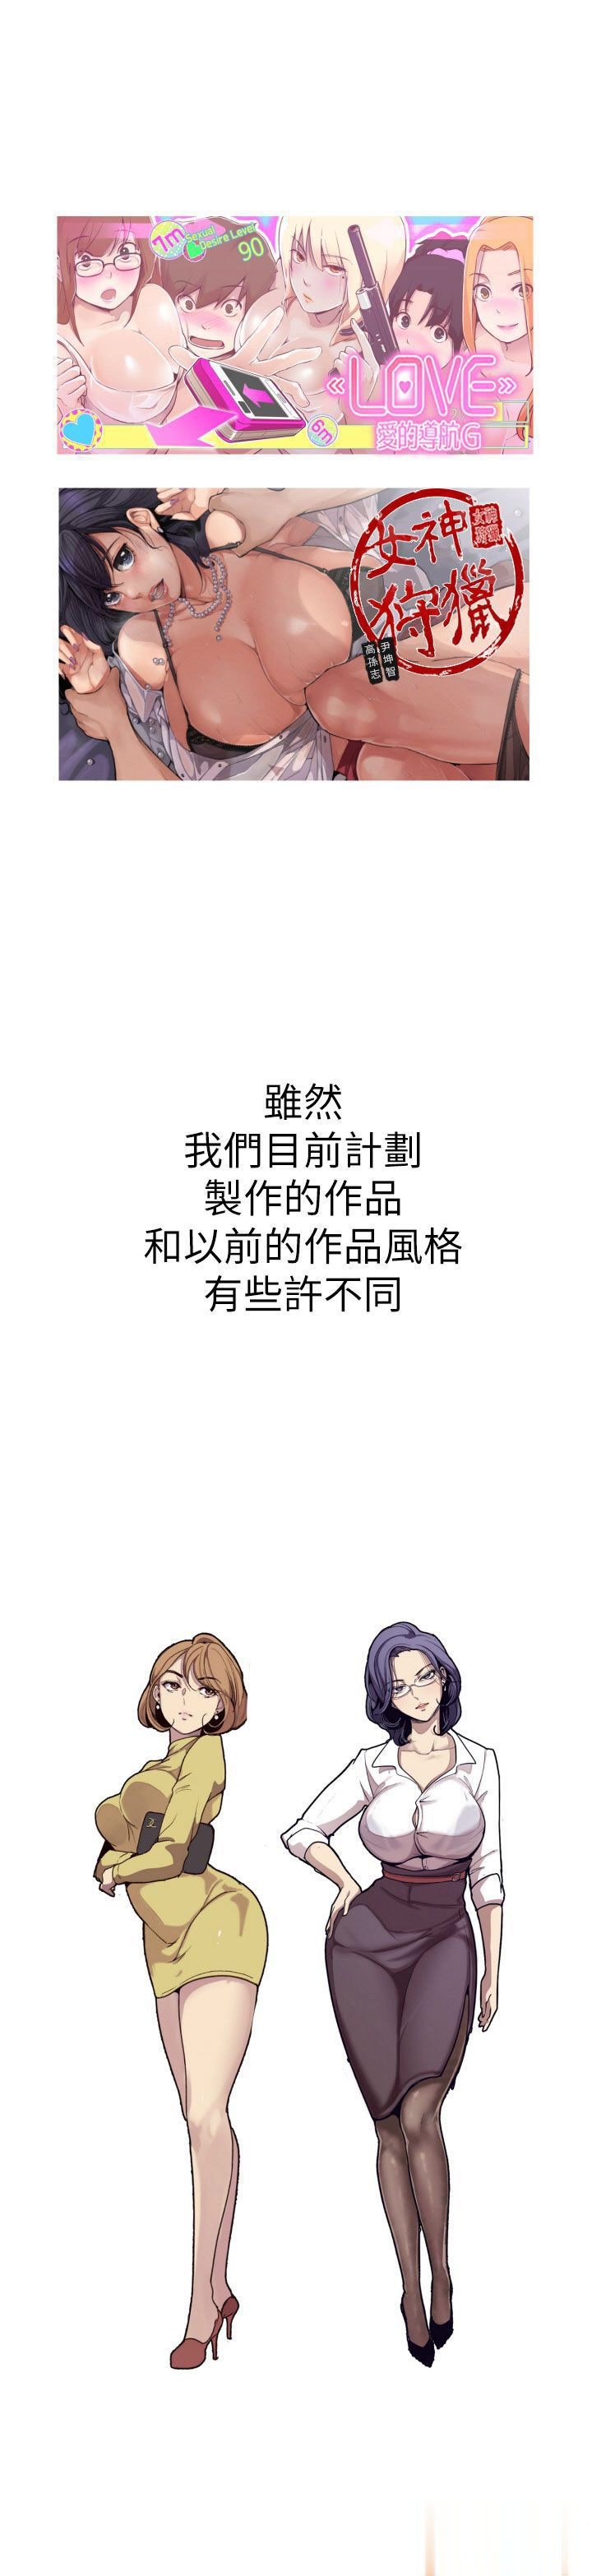 7m
Sexual
Desire Level
90
«LOVE»
愛的導航G
6m
女神
狩獵
尹坤智
高孫志
雖然
我們目前計劃
製作的作品
和以前的作品風格
有些許不同